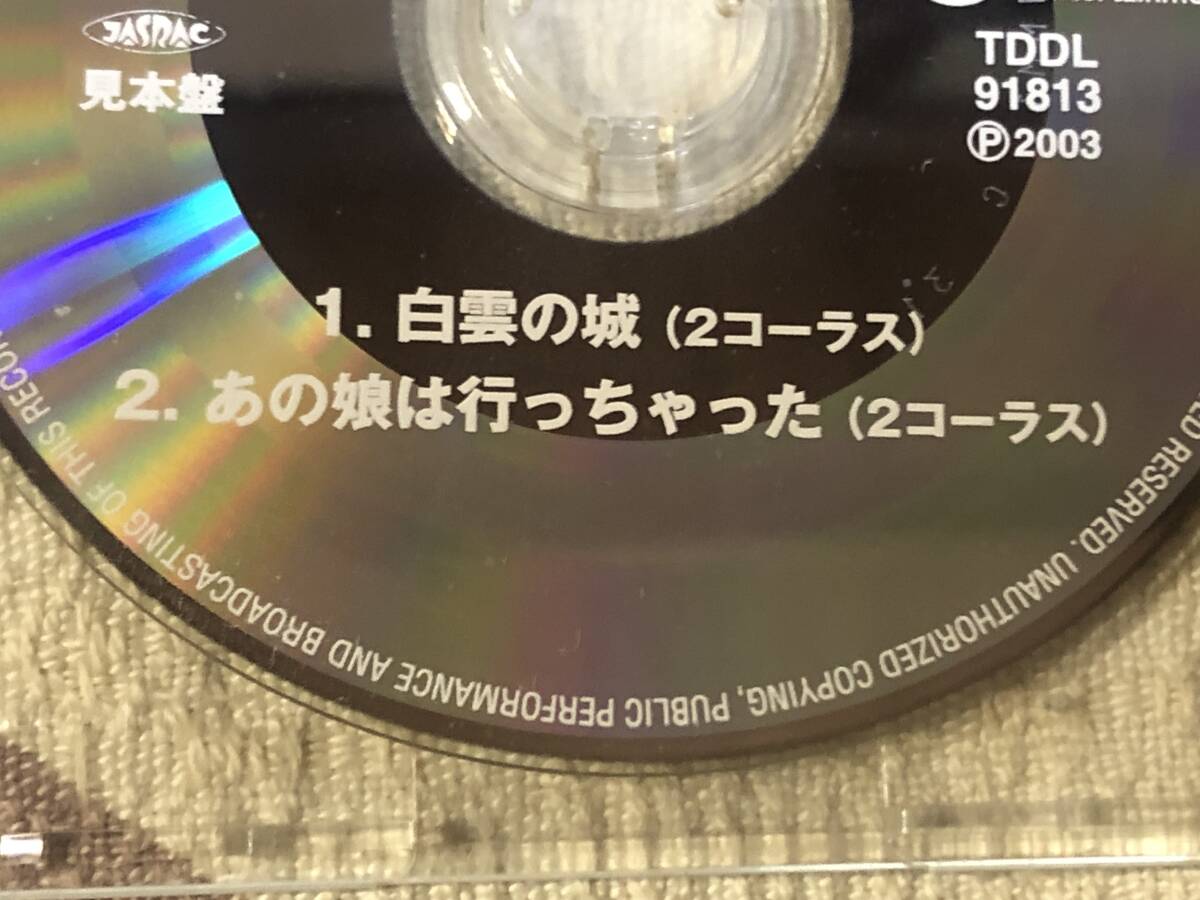 JASRAC
見本盤
TDDL
91813
Ⓟ2003
1. 白雲の城 (2コーラス)
2. あの娘は行っちゃった (2コーラス)
RESERVED. UNAUTHORIZED COPYING, PUBLIC PERFORMANCE AND BROADCASTING OF THIS